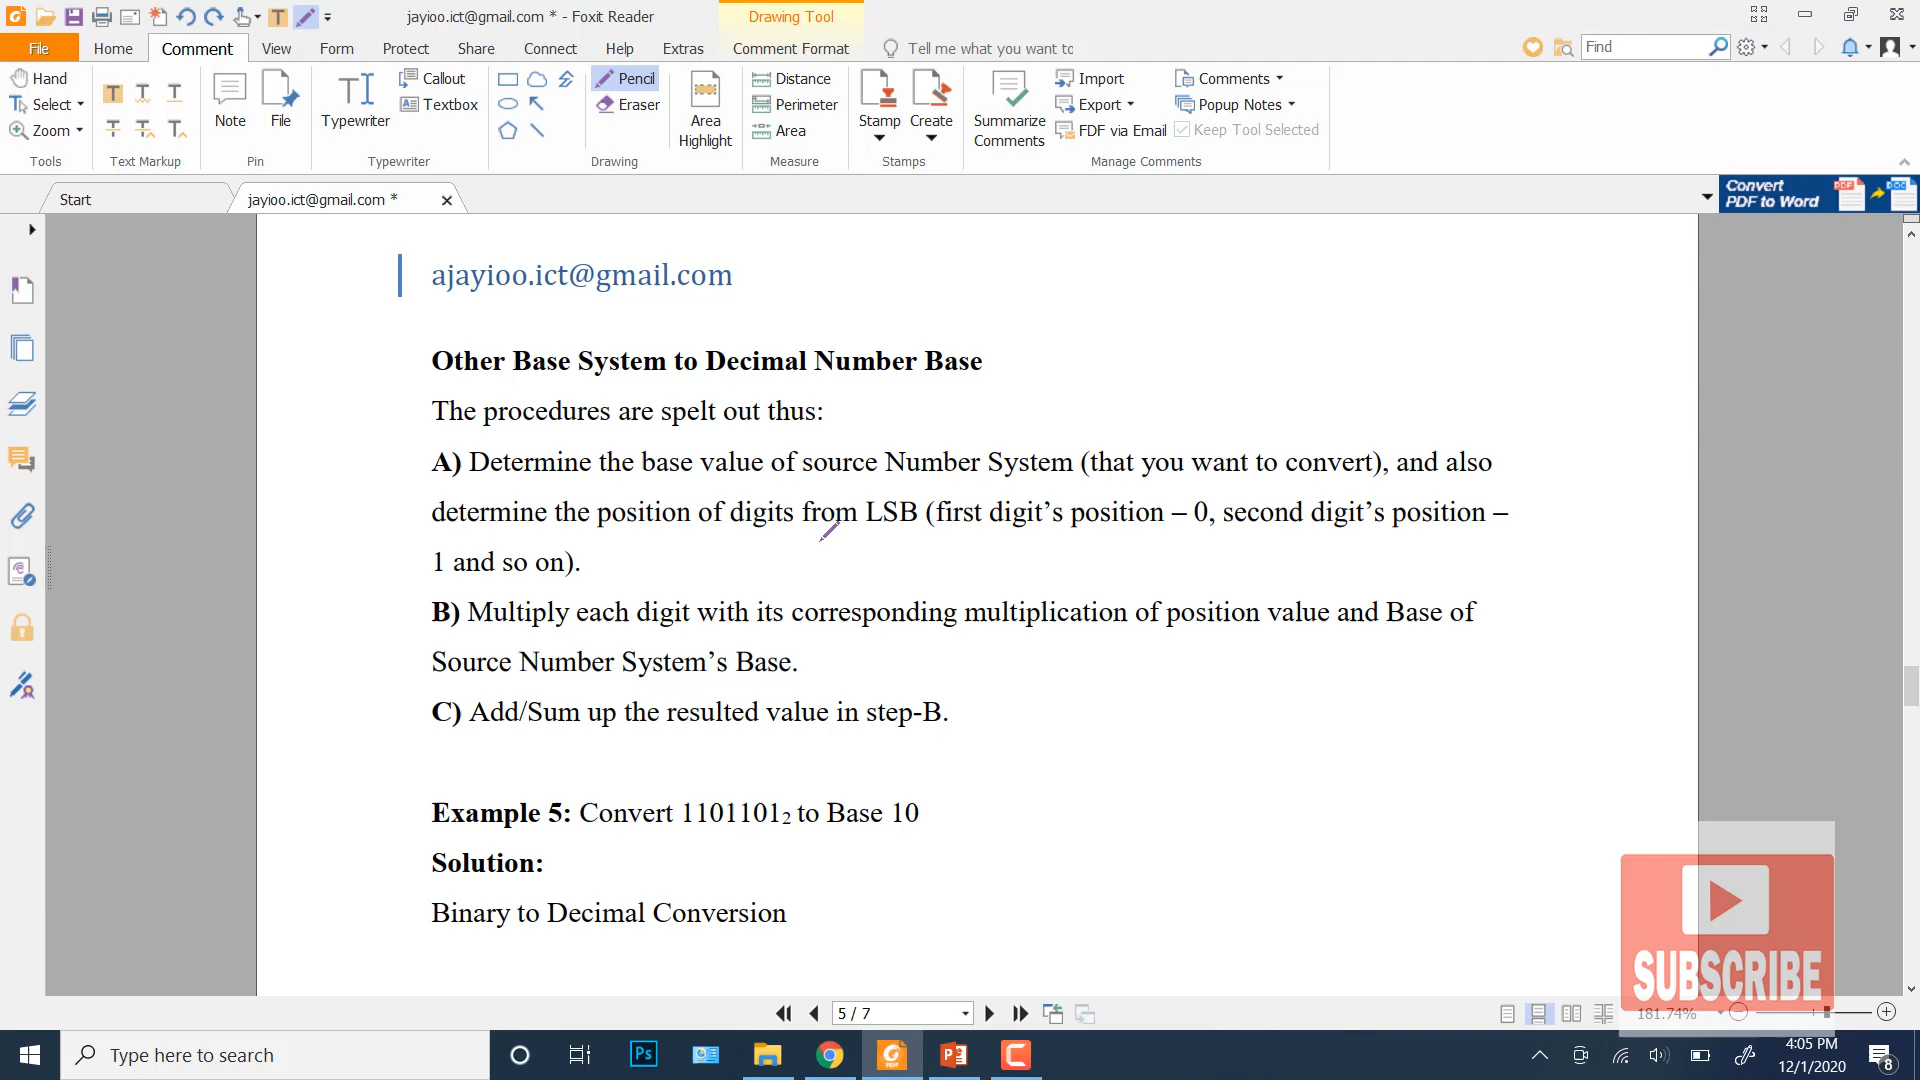 jayioo.ict@gmail.com * - Foxit Reader
Drawing Tool
File
Home
Comment
View
Form
Protect
Share
Connect
Help
Extras
Comment Format
Tell me what you want to
Find
Hand
Select
Zoom
Tools
Text Markup
Note
File
Pin
Typewriter
Callout
Textbox
Typewriter
Pencil
Eraser
Drawing
Area
Highlight
Distance
Perimeter
Area
Measure
Stamp
Create
Stamps
Summarize
Comments
Import
Export
FDF via Email
Comments
Popup Notes
Keep Tool Selected
Manage Comments
Start
jayioo.ict@gmail.com *
Convert
PDF to Word
PDF
DOC
ajayioo.ict@gmail.com
Other Base System to Decimal Number Base
The procedures are spelt out thus:
A) Determine the base value of source Number System (that you want to convert), and also
determine the position of digits from LSB (first digit’s position – 0, second digit’s position –
1 and so on).
B) Multiply each digit with its corresponding multiplication of position value and Base of
Source Number System’s Base.
C) Add/Sum up the resulted value in step-B.
Example 5: Convert 1101101₂ to Base 10
Solution:
Binary to Decimal Conversion
SUBSCRIBE
5 / 7
181.74%
Type here to search
Ps
PDF
4:05 PM
12/1/2020
8